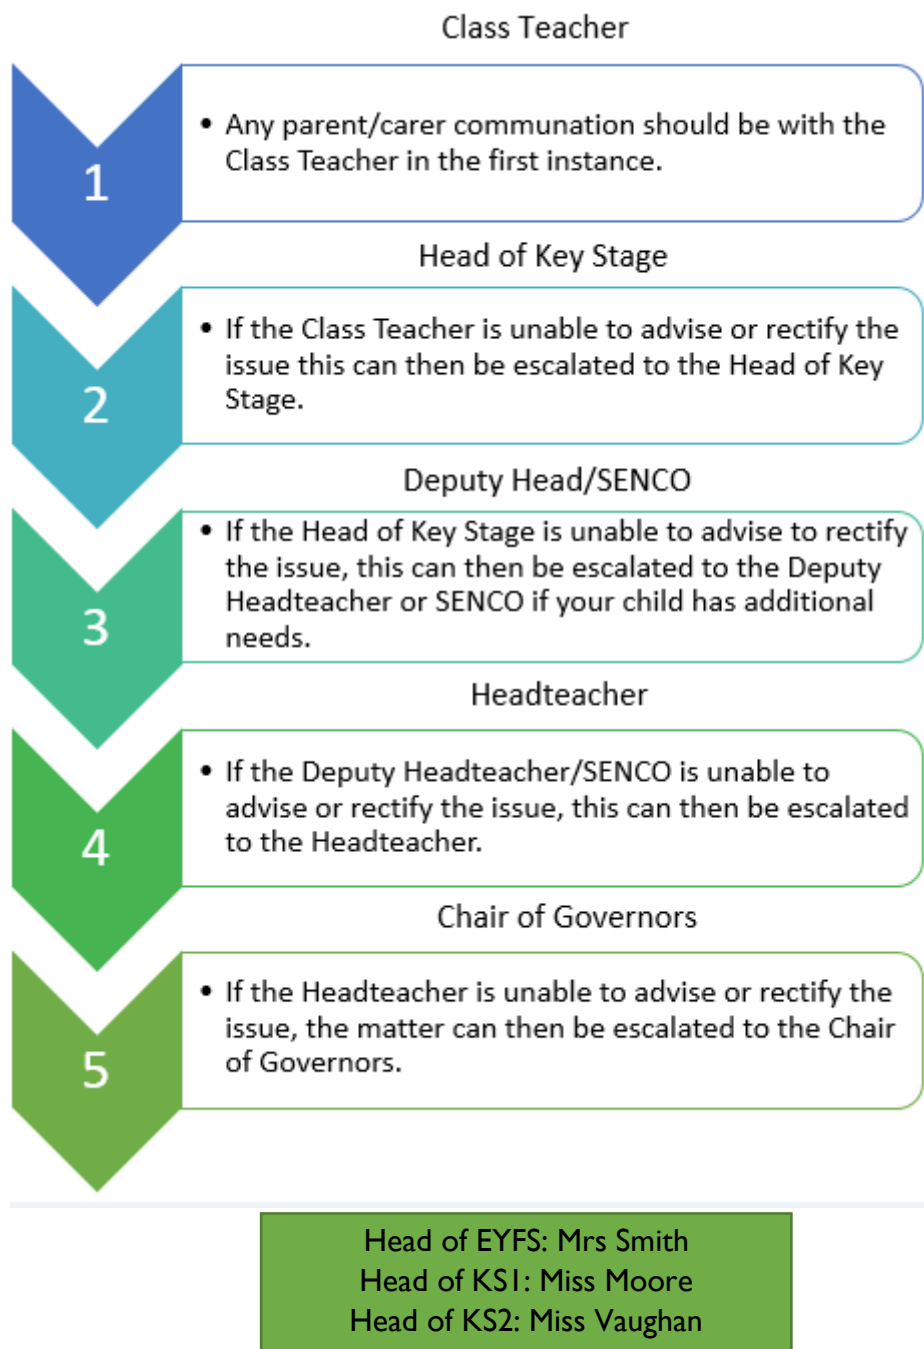 Class Teacher
1
• Any parent/carer communation should be with the
Class Teacher in the first instance.
Head of Key Stage
2
• If the Class Teacher is unable to advise or rectify the
issue this can then be escalated to the Head of Key
Stage.
Deputy Head/SENCO
3
• If the Head of Key Stage is unable to advise to rectify
the issue, this can then be escalated to the Deputy
Headteacher or SENCO if your child has additional
needs.
Headteacher
4
• If the Deputy Headteacher/SENCO is unable to
advise or rectify the issue, this can then be escalated
to the Headteacher.
Chair of Governors
5
• If the Headteacher is unable to advise or rectify the
issue, the matter can then be escalated to the Chair
of Governors.
Head of EYFS: Mrs Smith
Head of KS1: Miss Moore
Head of KS2: Miss Vaughan